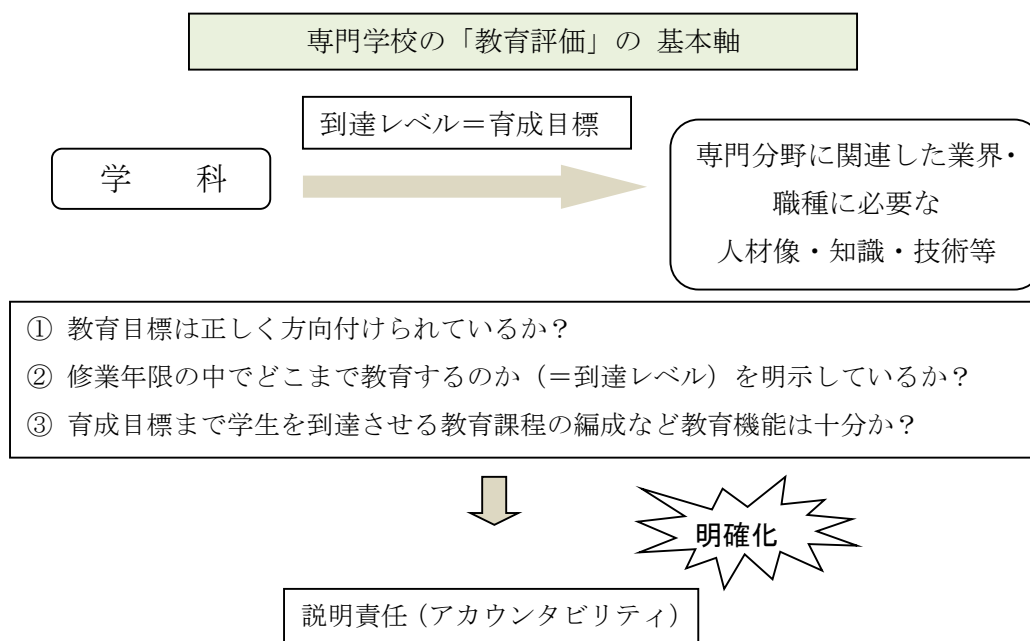 専門学校の「教育評価」の 基本軸
到達レベル＝育成目標
学　　科
専門分野に関連した業界・
職種に必要な
人材像・知識・技術等
① 教育目標は正しく方向付けられているか？
② 修業年限の中でどこまで教育するのか（＝到達レベル）を明示しているか？
③ 育成目標まで学生を到達させる教育課程の編成など教育機能は十分か？
明確化
説明責任（アカウンタビリティ）